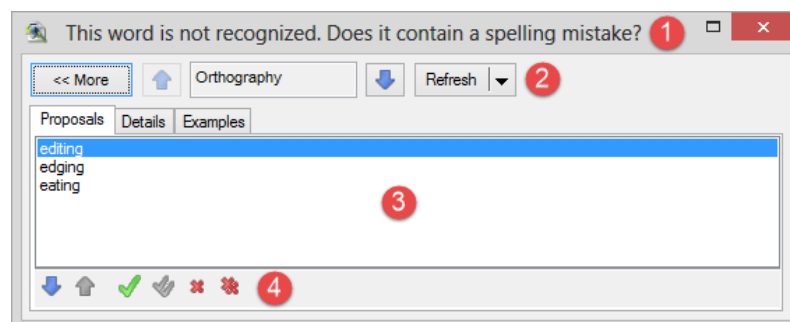 This word is not recognized. Does it contain a spelling mistake? 1
<< More Orthography Refresh 2
Proposals Details Examples
editing
edging
eating
3
4